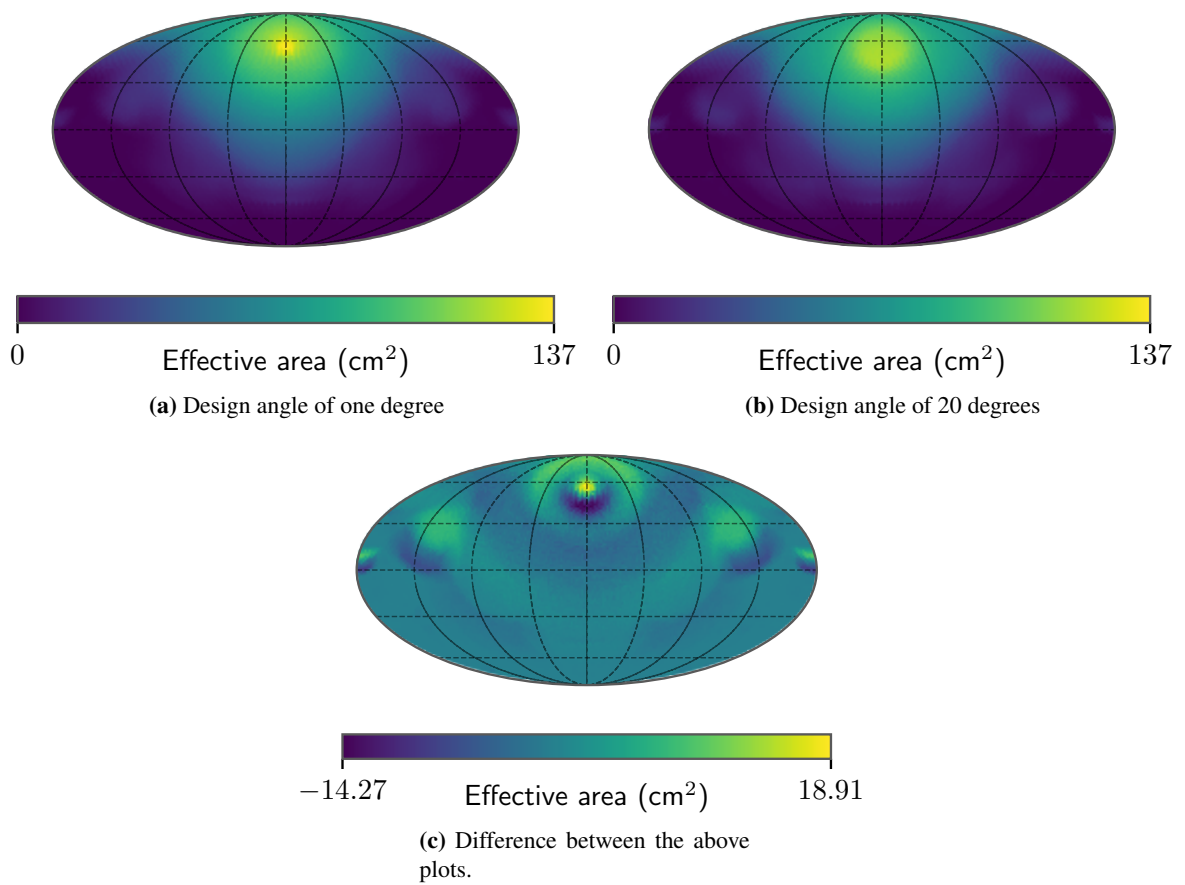 0 137 0 137
Effective area (cm²) Effective area (cm²)
(a) Design angle of one degree (b) Design angle of 20 degrees
−14.27 18.91
Effective area (cm²)
(c) Difference between the above
plots.